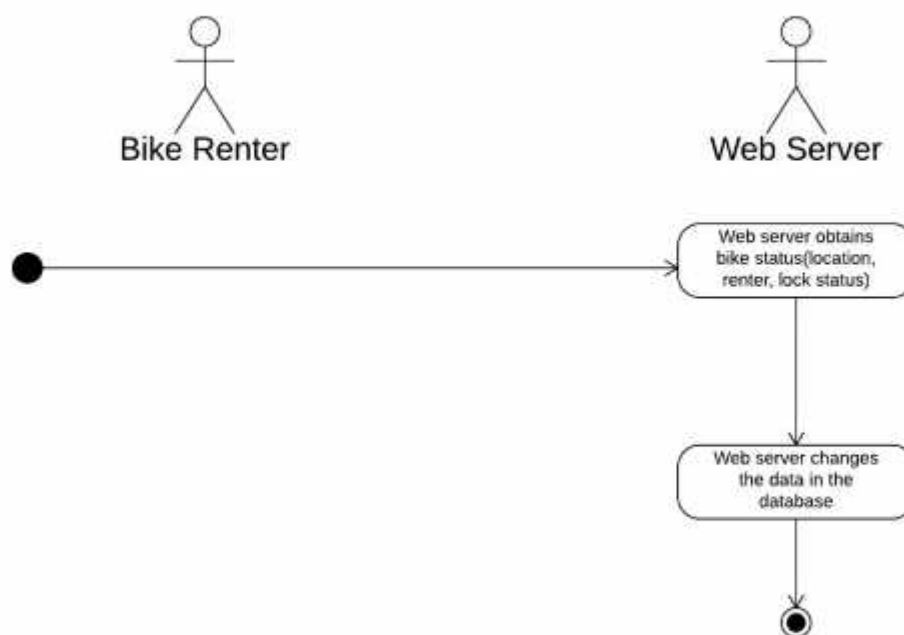 Bike Renter
Web Server
Web server obtains
bike status(location,
renter, lock status)
Web server changes
the data in the
database